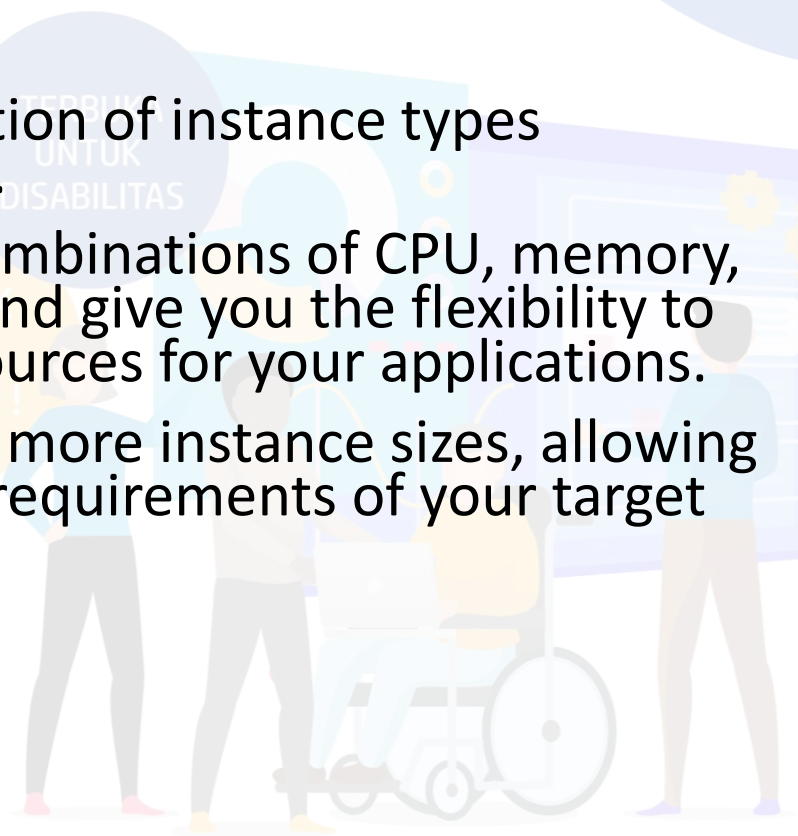 tion of instance types
TERBUKA
UNTUK
DISABILITAS
mbinations of CPU, memory,
nd give you the flexibility to
ources for your applications.
more instance sizes, allowing
requirements of your target